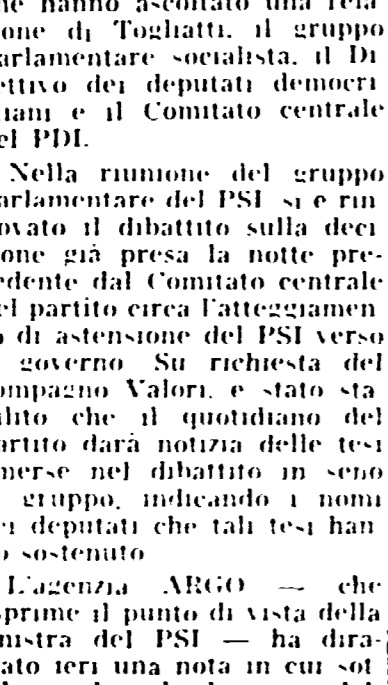 ne hanno ascoltato una rela
one di Togliatti. il gruppo
arlamentare socialista. il Di
ettivo dei deputati democri
iani e il Comitato centrale
el PDI.
Nella riunione del gruppo
arlamentare del PSI si è rin
ovato il dibattito sulla deci
one già presa la notte pre-
edente dal Comitato centrale
el partito circa l'atteggiamen
o di astensione del PSI verso
governo Su richiesta del
ompagno Valori. è stato sta
ilito che il quotidiano del
artito darà notizia delle tesi
merse nel dibattito in seno
gruppo, indicando i nomi
ei deputati che tali tesi han
o sostenuto
L'agenzia ARGO — che
sprime il punto di vista della
nistra del PSI — ha dira-
ato ieri una nota in cui sot